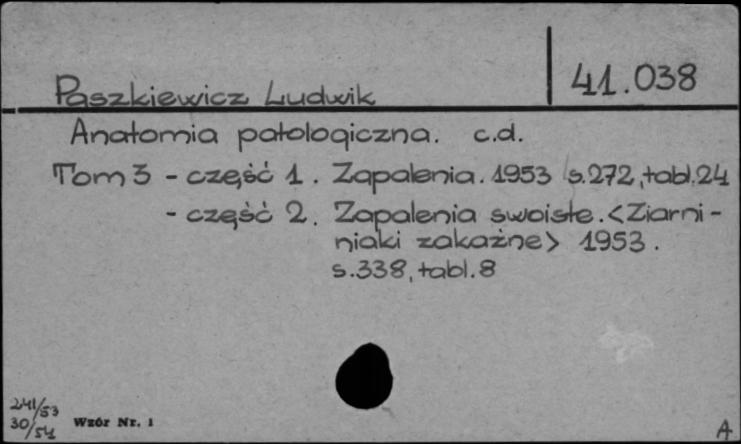 Paszkiewicz Ludwik
41.038
Anatomia patologiczna. c.d.
Tom 3 - część 1. Zapalenia. 1953 s.272, tabl.24
- część 2. Zapalenia swoiste. <Ziarni-
niaki zakaźne> 1953.
s.338, tabl.8
241/53
30/54
Wzór Nr. 1
A